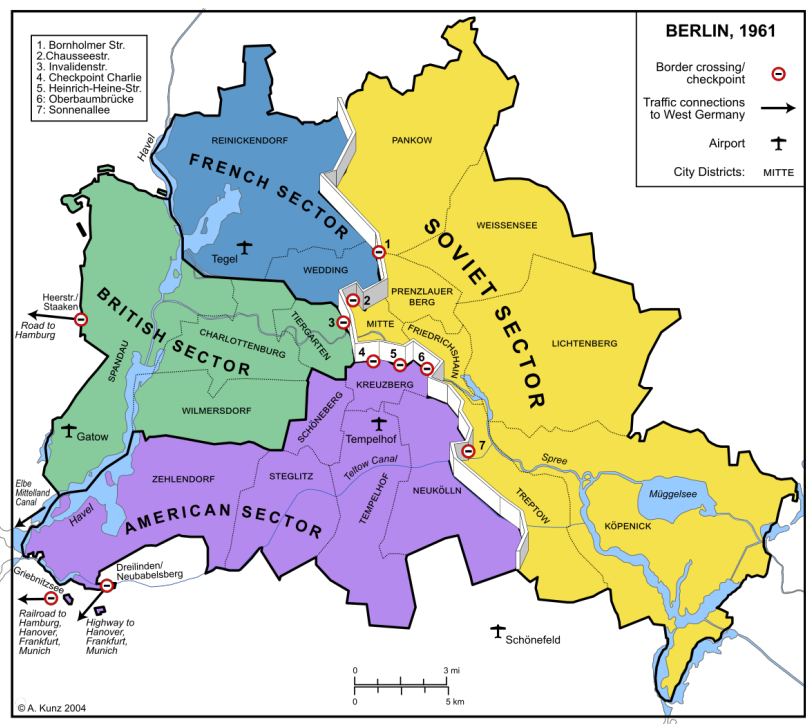 1. Bornholmer Str.
2.Chausseestr.
3. Invalidenstr.
4. Checkpoint Charlie
5. Heinrich-Heine-Str.
6: Oberbaumbrücke
7: Sonnenallee
BERLIN, 1961
Border crossing/
checkpoint
Traffic connections
to West Germany
Airport
City Districts: MITTE
Havel
REINICKENDORF
FRENCH SECTOR
Tegel
WEDDING
PANKOW
WEISSENSEE
SOVIET SECTOR
PRENZLAUER
BERG
LICHTENBERG
MITTE
FRIEDRICHSHAIN
1
2
3
4
5
6
7
Heerstr./
Staaken
Road to
Hamburg
BRITISH SECTOR
SPANDAU
CHARLOTTENBURG
TIERGARTEN
WILMERSDORF
Gatow
KREUZBERG
SCHÖNEBERG
Tempelhof
Teltow Canal
ZEHLENDORF
STEGLITZ
TEMPELHOF
NEUKÖLLN
AMERICAN SECTOR
Havel
Elbe
Mittelland
Canal
Spree
Müggelsee
TREPTOW
KÖPENICK
Griebnitzsee
Dreilinden/
Neubabelsberg
Railroad to
Hamburg,
Hanover,
Frankfurt,
Munich
Highway to
Hanover,
Frankfurt,
Munich
Schönefeld
0 3 mi
0 5 km
© A. Kunz 2004